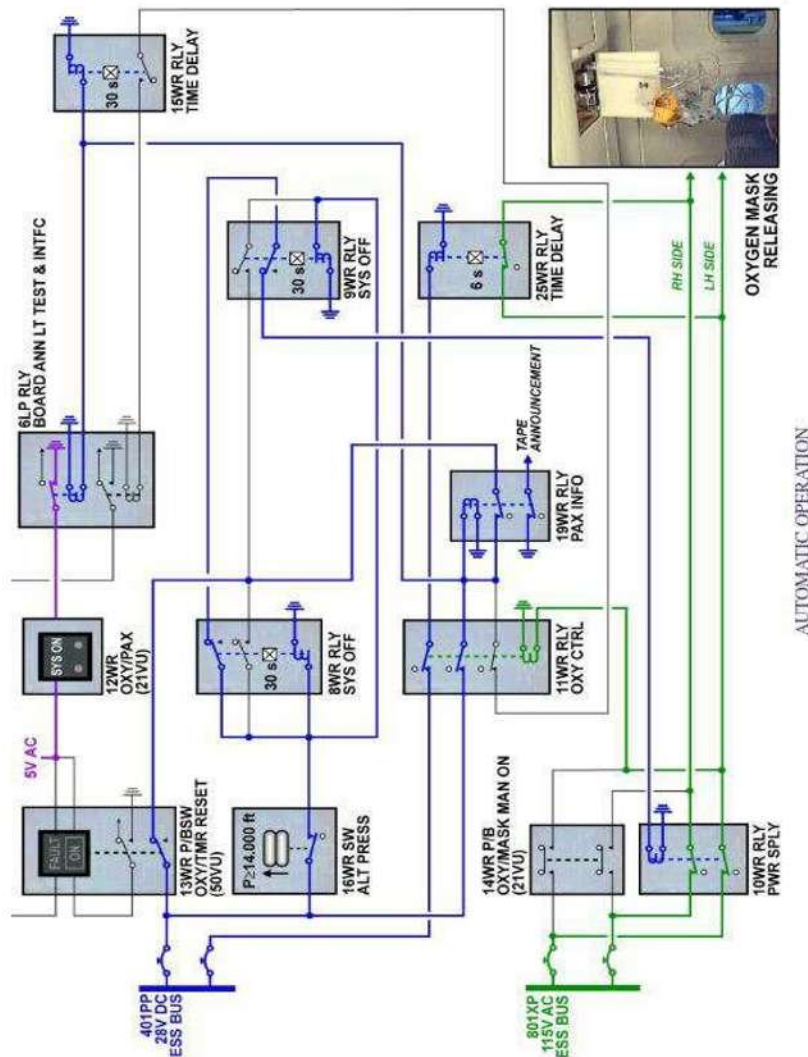 15WR RLY
TIME DELAY
30 s
6LP RLY
BOARD ANN LT TEST & INTFC
9WR RLY
SYS OFF
30 s
25WR RLY
TIME DELAY
6 s
RH SIDE
LH SIDE
OXYGEN MASK
RELEASING
TAPE
ANNOUNCEMENT
19WR RLY
PAX INFO
SYS ON
12WR
OXY/PAX
(21VU)
8WR RLY
SYS OFF
30 s
11WR RLY
OXY CTRL
5V AC
FAULT
ON
13WR P/BSW
OXY/TMR RESET
(50VU)
P≥14.000 ft
16WR SW
ALT PRESS
14WR P/B
OXY/MASK MAN ON
(21VU)
10WR RLY
PWR SPLY
401PP
28V DC
ESS BUS
801XP
115V AC
ESS BUS
AUTOMATIC OPERATION